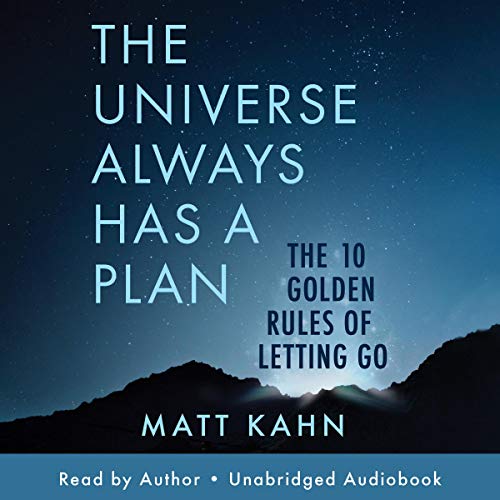 THE
UNIVERSE
ALWAYS
HAS A
PLAN
THE 10
GOLDEN
RULES OF
LETTING GO
MATT KAHN
Read by Author • Unabridged Audiobook